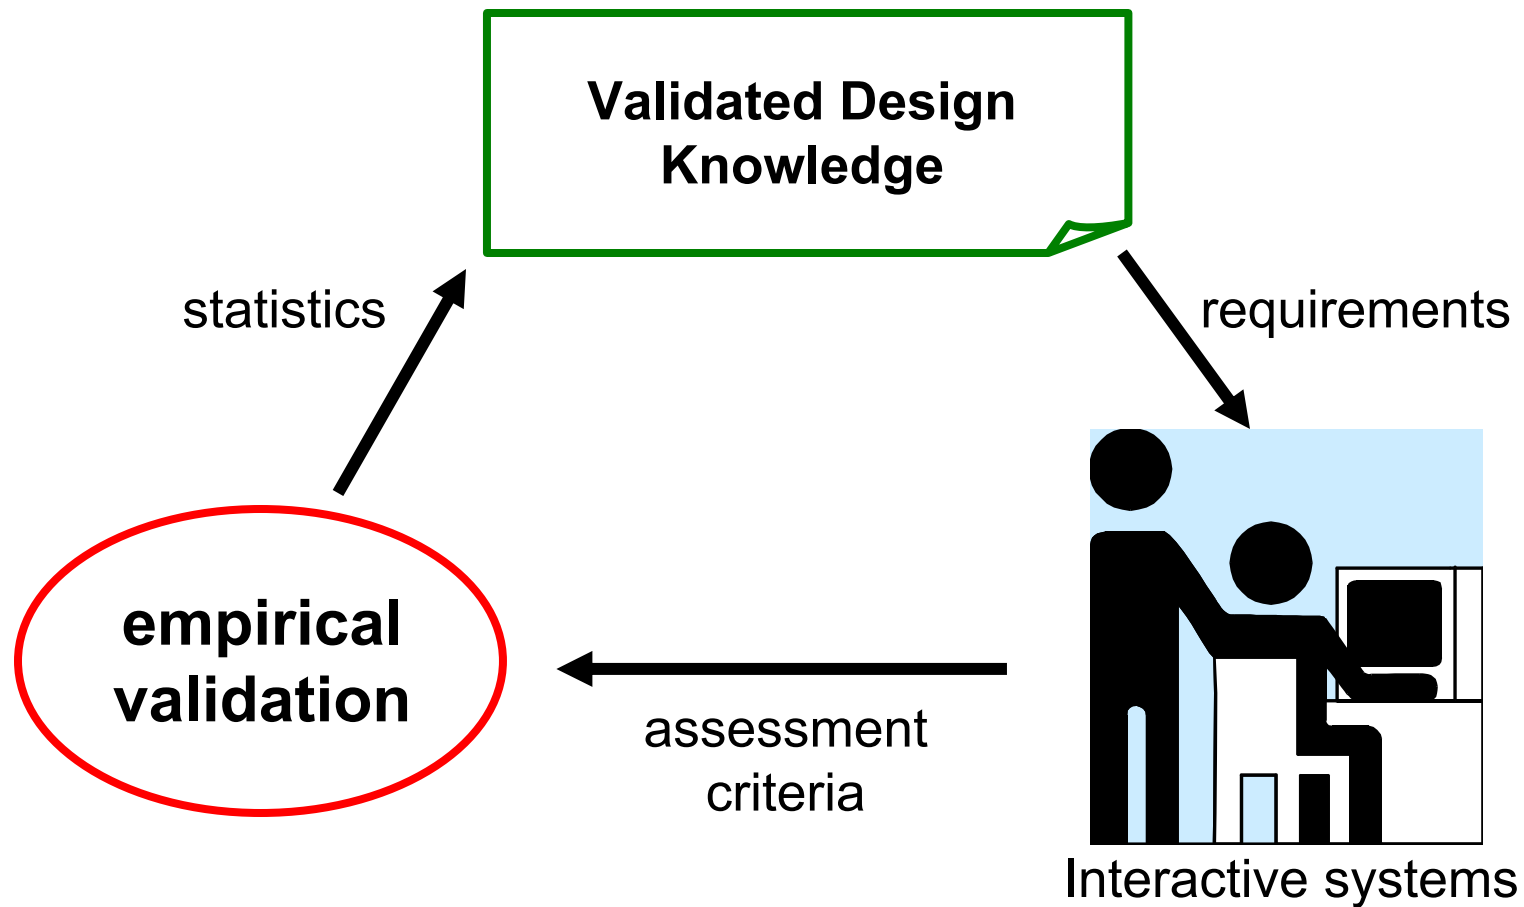 Validated Design
Knowledge
statistics
requirements
empirical
validation
assessment
criteria
Interactive systems